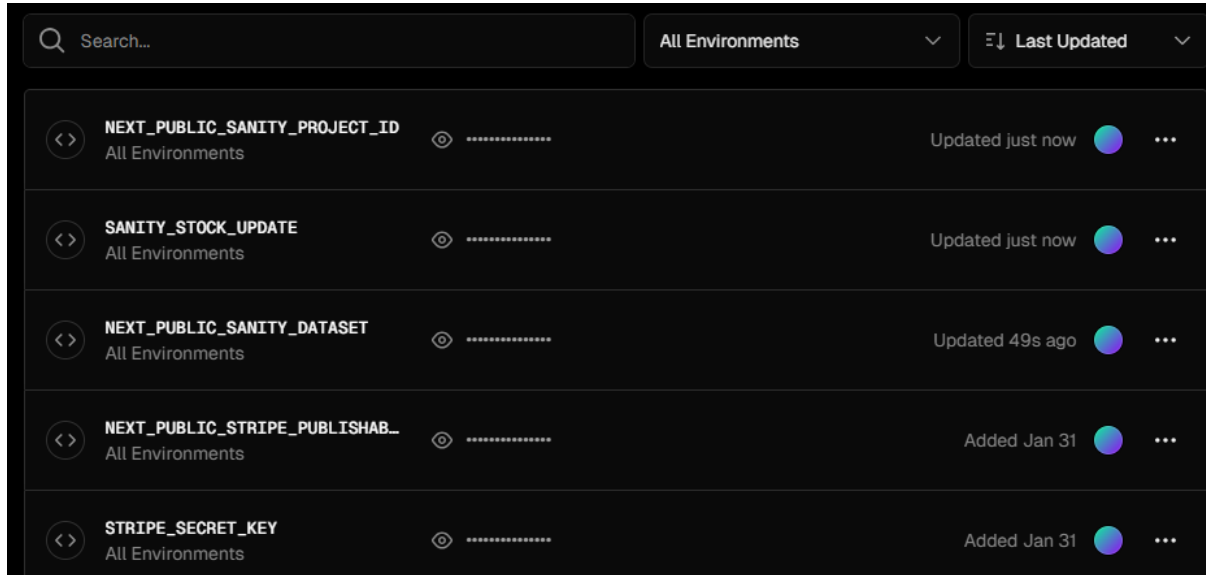 Search...
All Environments
Last Updated
NEXT_PUBLIC_SANITY_PROJECT_ID
All Environments
•••••••••••••••
Updated just now
SANITY_STOCK_UPDATE
All Environments
•••••••••••••••
Updated just now
NEXT_PUBLIC_SANITY_DATASET
All Environments
•••••••••••••••
Updated 49s ago
NEXT_PUBLIC_STRIPE_PUBLISHAB…
All Environments
•••••••••••••••
Added Jan 31
STRIPE_SECRET_KEY
All Environments
•••••••••••••••
Added Jan 31